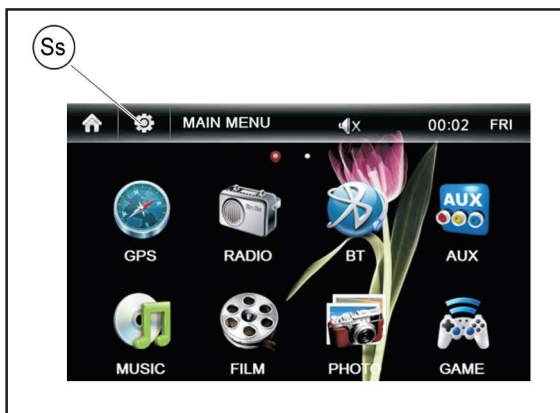 Ss
MAIN MENU 00:02 FRI
AUX
GPS RADIO BT AUX
MUSIC FILM PHOTO GAME